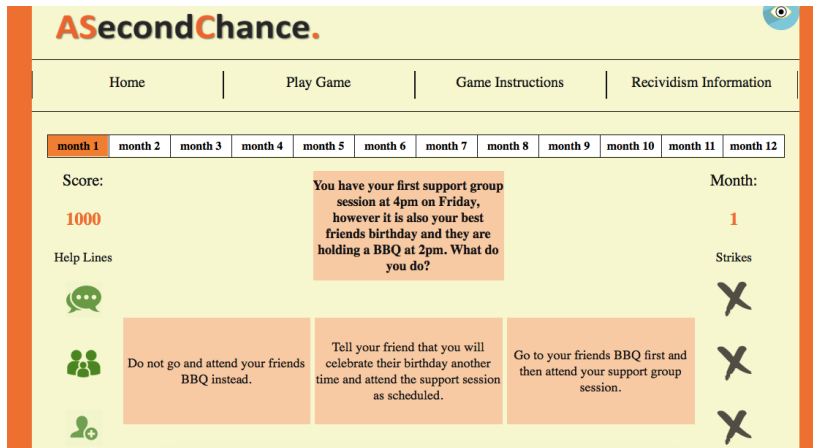 ASecondChance.
Home
Play Game
Game Instructions
Recividism Information
month 1 month 2 month 3 month 4 month 5 month 6 month 7 month 8 month 9 month 10 month 11 month 12
Score:
1000
Help Lines
You have your first support group
session at 4pm on Friday,
however it is also your best
friends birthday and they are
holding a BBQ at 2pm. What do
you do?
Month:
1
Strikes
Do not go and attend your friends
BBQ instead.
Tell your friend that you will
celebrate their birthday another
time and attend the support session
as scheduled.
Go to your friends BBQ first and
then attend your support group
session.